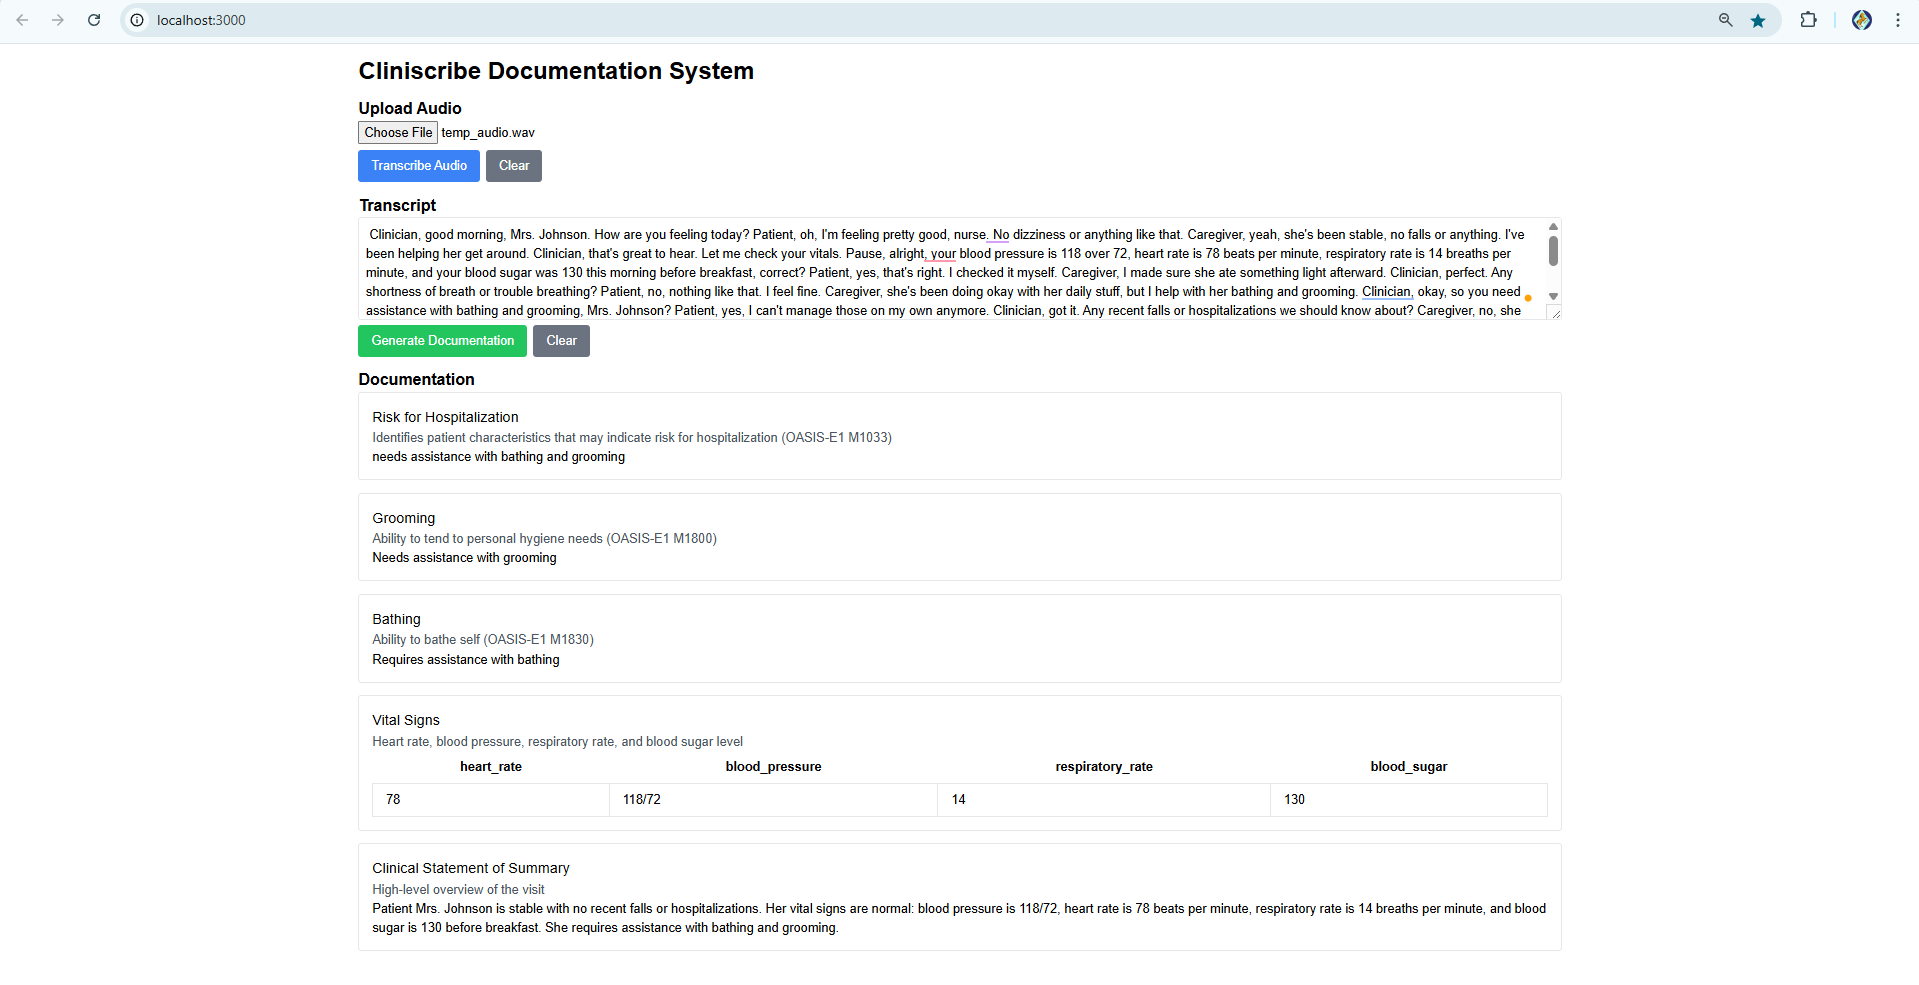 localhost:3000
Cliniscribe Documentation System
Upload Audio
Choose File temp_audio.wav
Transcribe Audio Clear
Transcript
Clinician, good morning, Mrs. Johnson. How are you feeling today? Patient, oh, I'm feeling pretty good, nurse. No dizziness or anything like that. Caregiver, yeah, she's been stable, no falls or anything. I've
been helping her get around. Clinician, that's great to hear. Let me check your vitals. Pause, alright, your blood pressure is 118 over 72, heart rate is 78 beats per minute, respiratory rate is 14 breaths per
minute, and your blood sugar was 130 this morning before breakfast, correct? Patient, yes, that's right. I checked it myself. Caregiver, I made sure she ate something light afterward. Clinician, perfect. Any
shortness of breath or trouble breathing? Patient, no, nothing like that. I feel fine. Caregiver, she's been doing okay with her daily stuff, but I help with her bathing and grooming. Clinician, okay, so you need
assistance with bathing and grooming, Mrs. Johnson? Patient, yes, I can't manage those on my own anymore. Clinician, got it. Any recent falls or hospitalizations we should know about? Caregiver, no, she
Generate Documentation Clear
Documentation
Risk for Hospitalization
Identifies patient characteristics that may indicate risk for hospitalization (OASIS-E1 M1033)
needs assistance with bathing and grooming
Grooming
Ability to tend to personal hygiene needs (OASIS-E1 M1800)
Needs assistance with grooming
Bathing
Ability to bathe self (OASIS-E1 M1830)
Requires assistance with bathing
Vital Signs
Heart rate, blood pressure, respiratory rate, and blood sugar level
heart_rate blood_pressure respiratory_rate blood_sugar
78 118/72 14 130
Clinical Statement of Summary
High-level overview of the visit
Patient Mrs. Johnson is stable with no recent falls or hospitalizations. Her vital signs are normal: blood pressure is 118/72, heart rate is 78 beats per minute, respiratory rate is 14 breaths per minute, and blood
sugar is 130 before breakfast. She requires assistance with bathing and grooming.